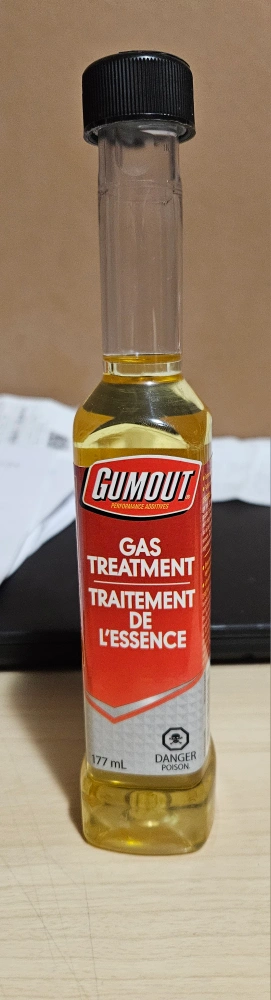 GUMOUT
PERFORMANCE ADDITIVES
GAS
TREATMENT
TRAITEMENT
DE
L'ESSENCE
177 mL
DANGER
POISON.